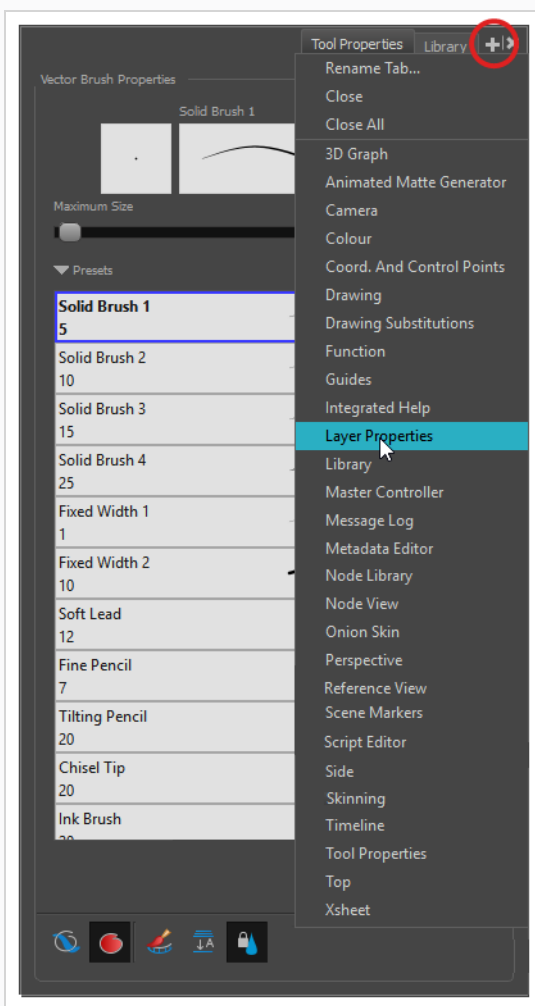 Tool Properties
Library
Rename Tab...
Close
Close All
3D Graph
Animated Matte Generator
Camera
Colour
Coord. And Control Points
Drawing
Drawing Substitutions
Function
Guides
Integrated Help
Layer Properties
Library
Master Controller
Message Log
Metadata Editor
Node Library
Node View
Onion Skin
Perspective
Reference View
Scene Markers
Script Editor
Side
Skinning
Timeline
Tool Properties
Top
Xsheet
Vector Brush Properties
Solid Brush 1
Maximum Size
Presets
Solid Brush 1
5
Solid Brush 2
10
Solid Brush 3
15
Solid Brush 4
25
Fixed Width 1
1
Fixed Width 2
10
Soft Lead
12
Fine Pencil
7
Tilting Pencil
20
Chisel Tip
20
Ink Brush
A